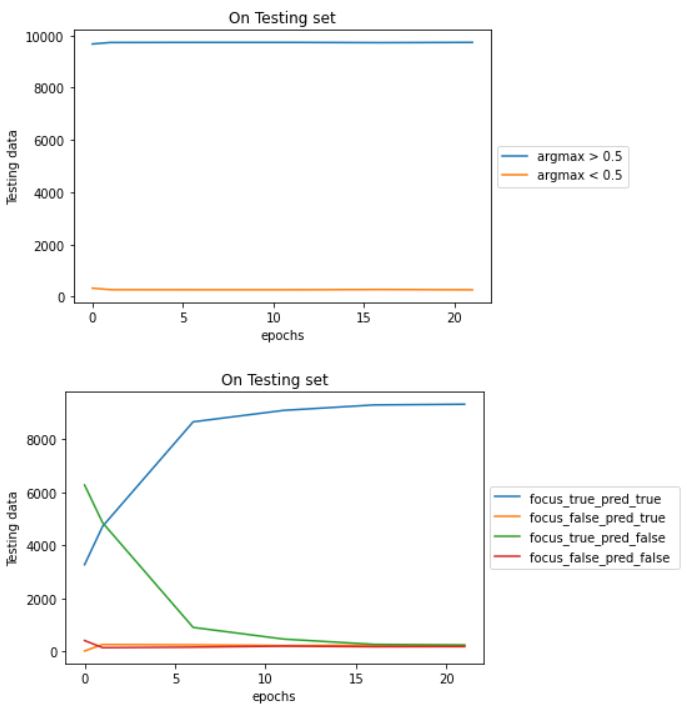 On Testing set
10000
8000
6000
4000
2000
0
Testing data
0 5 10 15 20
epochs
argmax > 0.5
argmax < 0.5
On Testing set
8000
6000
4000
2000
0
Testing data
0 5 10 15 20
epochs
focus_true_pred_true
focus_false_pred_true
focus_true_pred_false
focus_false_pred_false